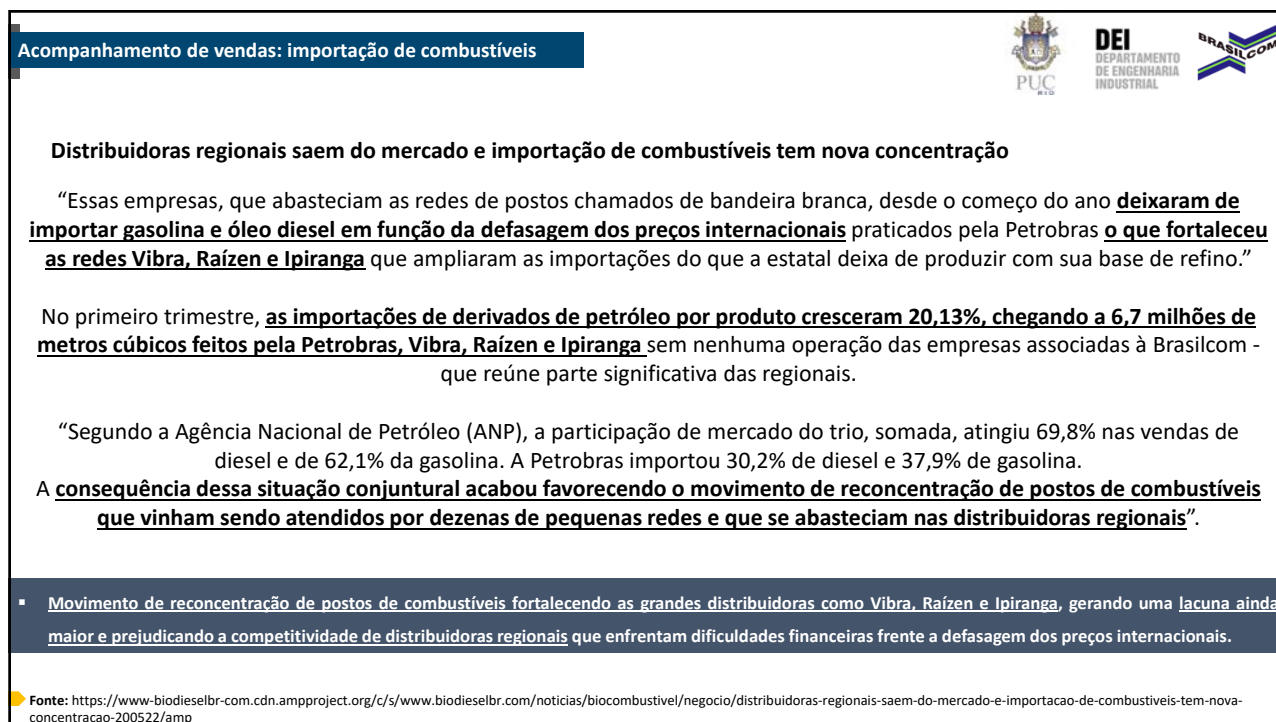 Acompanhamento de vendas: importação de combustíveis
PUC
RIO
DEI
DEPARTAMENTO
DE ENGENHARIA
INDUSTRIAL
BRASILCOM
Distribuidoras regionais saem do mercado e importação de combustíveis tem nova concentração
“Essas empresas, que abasteciam as redes de postos chamados de bandeira branca, desde o começo do ano deixaram de
importar gasolina e óleo diesel em função da defasagem dos preços internacionais praticados pela Petrobras o que fortaleceu
as redes Vibra, Raízen e Ipiranga que ampliaram as importações do que a estatal deixa de produzir com sua base de refino.”
No primeiro trimestre, as importações de derivados de petróleo por produto cresceram 20,13%, chegando a 6,7 milhões de
metros cúbicos feitos pela Petrobras, Vibra, Raízen e Ipiranga sem nenhuma operação das empresas associadas à Brasilcom -
que reúne parte significativa das regionais.
“Segundo a Agência Nacional de Petróleo (ANP), a participação de mercado do trio, somada, atingiu 69,8% nas vendas de
diesel e de 62,1% da gasolina. A Petrobras importou 30,2% de diesel e 37,9% de gasolina.
A consequência dessa situação conjuntural acabou favorecendo o movimento de reconcentração de postos de combustíveis
que vinham sendo atendidos por dezenas de pequenas redes e que se abasteciam nas distribuidoras regionais”.
▪ Movimento de reconcentração de postos de combustíveis fortalecendo as grandes distribuidoras como Vibra, Raízen e Ipiranga, gerando uma lacuna ainda
maior e prejudicando a competitividade de distribuidoras regionais que enfrentam dificuldades financeiras frente a defasagem dos preços internacionais.
Fonte: https://www-biodieselbr-com.cdn.ampproject.org/c/s/www.biodieselbr.com/noticias/biocombustivel/negocio/distribuidoras-regionais-saem-do-mercado-e-importacao-de-combustiveis-tem-nova-
concentracao-200522/amp